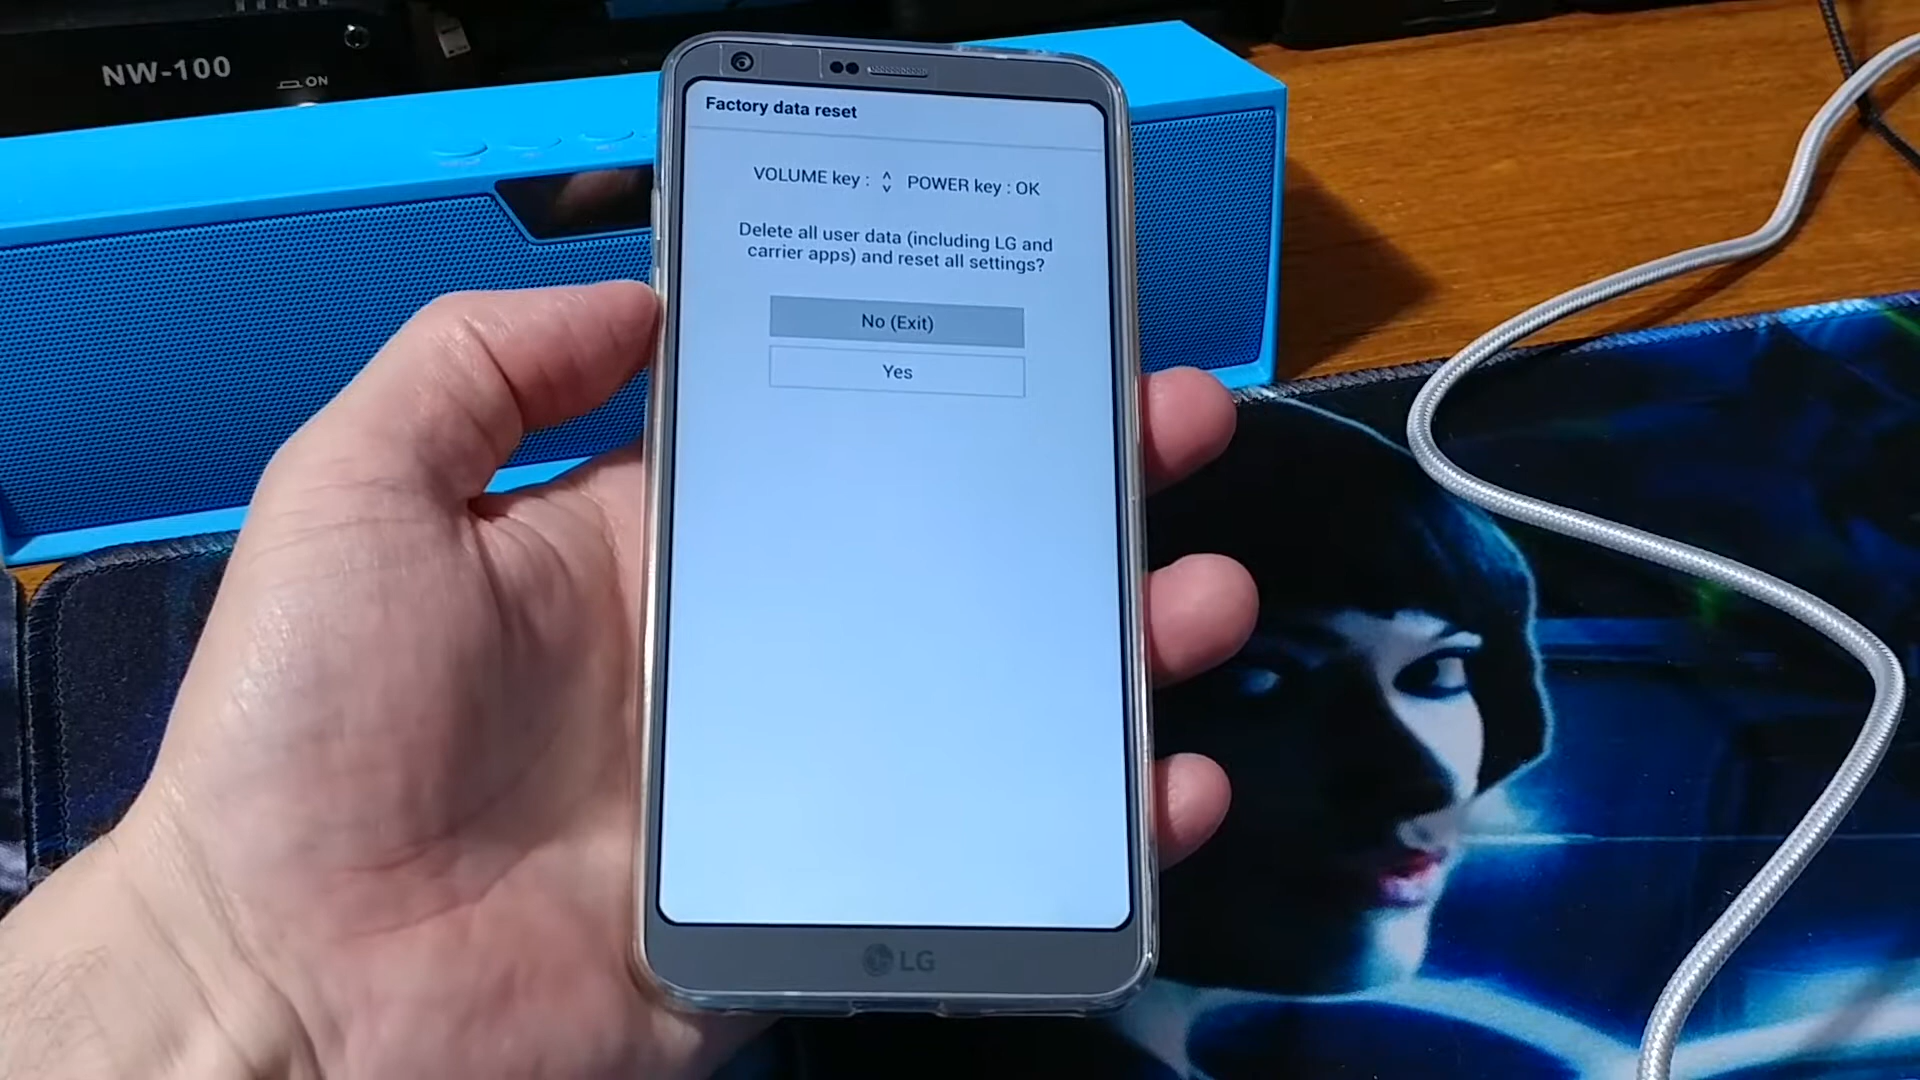 NW-100
ON
Factory data reset
VOLUME key : POWER key : OK
Delete all user data (including LG and
carrier apps) and reset all settings?
No (Exit)
Yes
LG